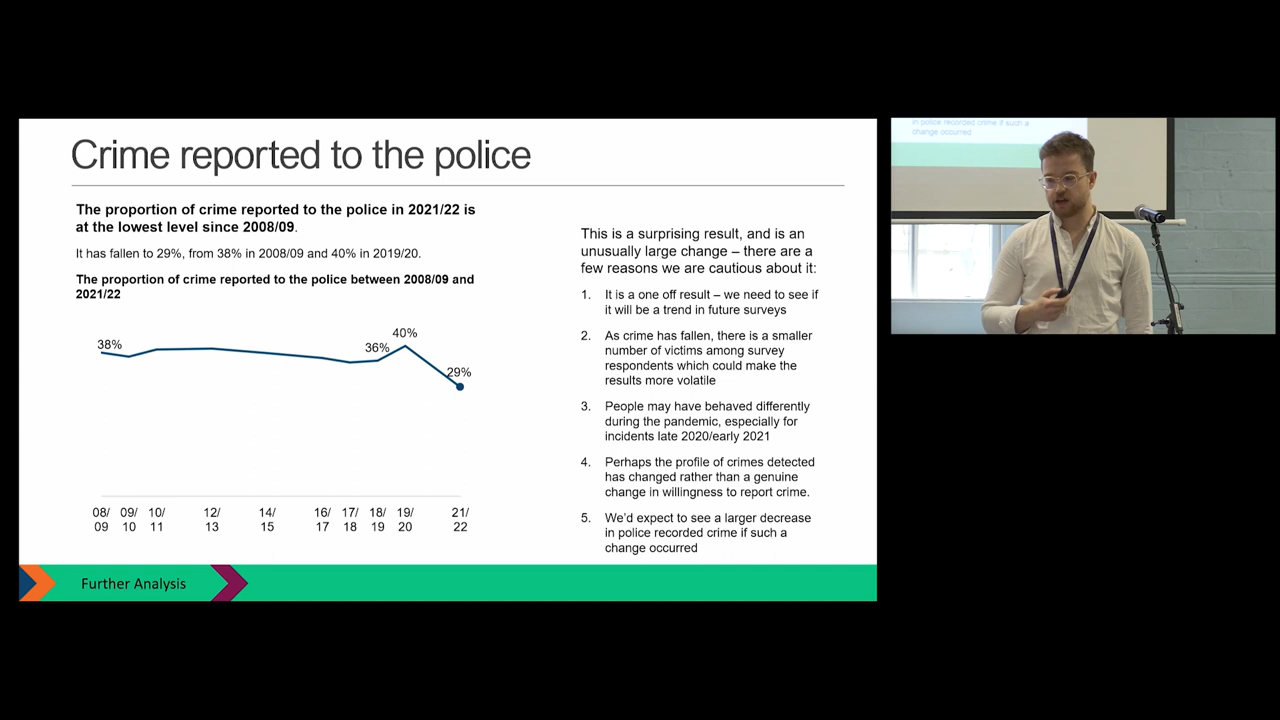 Crime reported to the police
The proportion of crime reported to the police in 2021/22 is
at the lowest level since 2008/09.
It has fallen to 29%, from 38% in 2008/09 and 40% in 2019/20.
The proportion of crime reported to the police between 2008/09 and
2021/22
38%
36%
40%
29%
08/ 09/ 10/ 12/ 14/ 16/ 17/ 18/ 19/ 21/
09 10 11 13 15 17 18 19 20 22
This is a surprising result, and is an
unusually large change – there are a
few reasons we are cautious about it:
1. It is a one off result – we need to see if
it will be a trend in future surveys
2. As crime has fallen, there is a smaller
number of victims among survey
respondents which could make the
results more volatile
3. People may have behaved differently
during the pandemic, especially for
incidents late 2020/early 2021
4. Perhaps the profile of crimes detected
has changed rather than a genuine
change in willingness to report crime.
5. We'd expect to see a larger decrease
in police recorded crime if such a
change occurred
Further Analysis
in police recorded crime if such a
change occurred